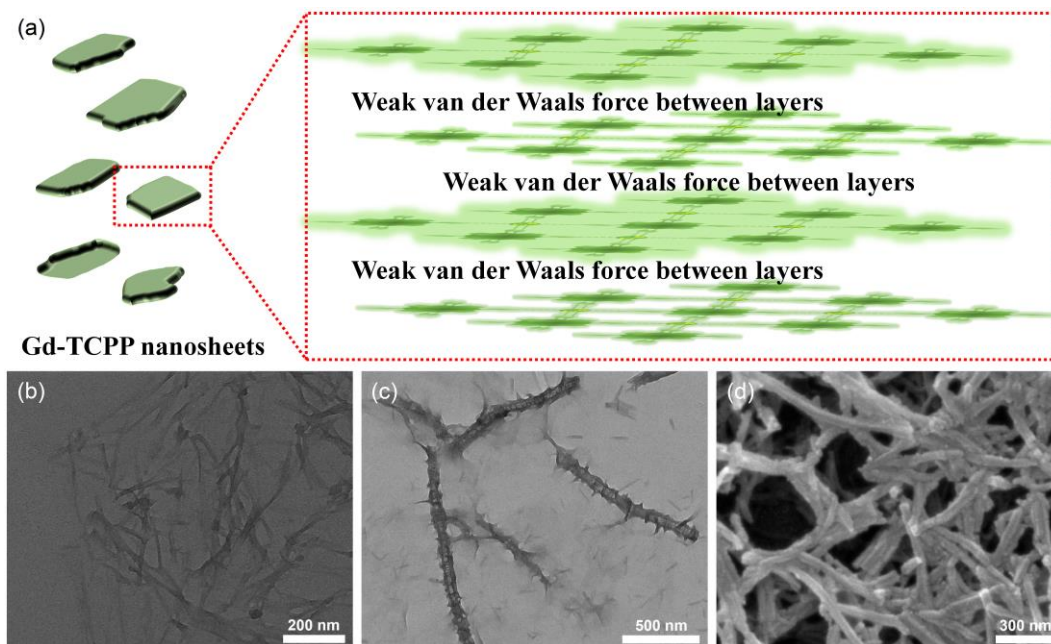 (a)
Weak van der Waals force between layers
Weak van der Waals force between layers
Weak van der Waals force between layers
Gd-TCPP nanosheets
(b)
200 nm
(c)
500 nm
(d)
300 nm